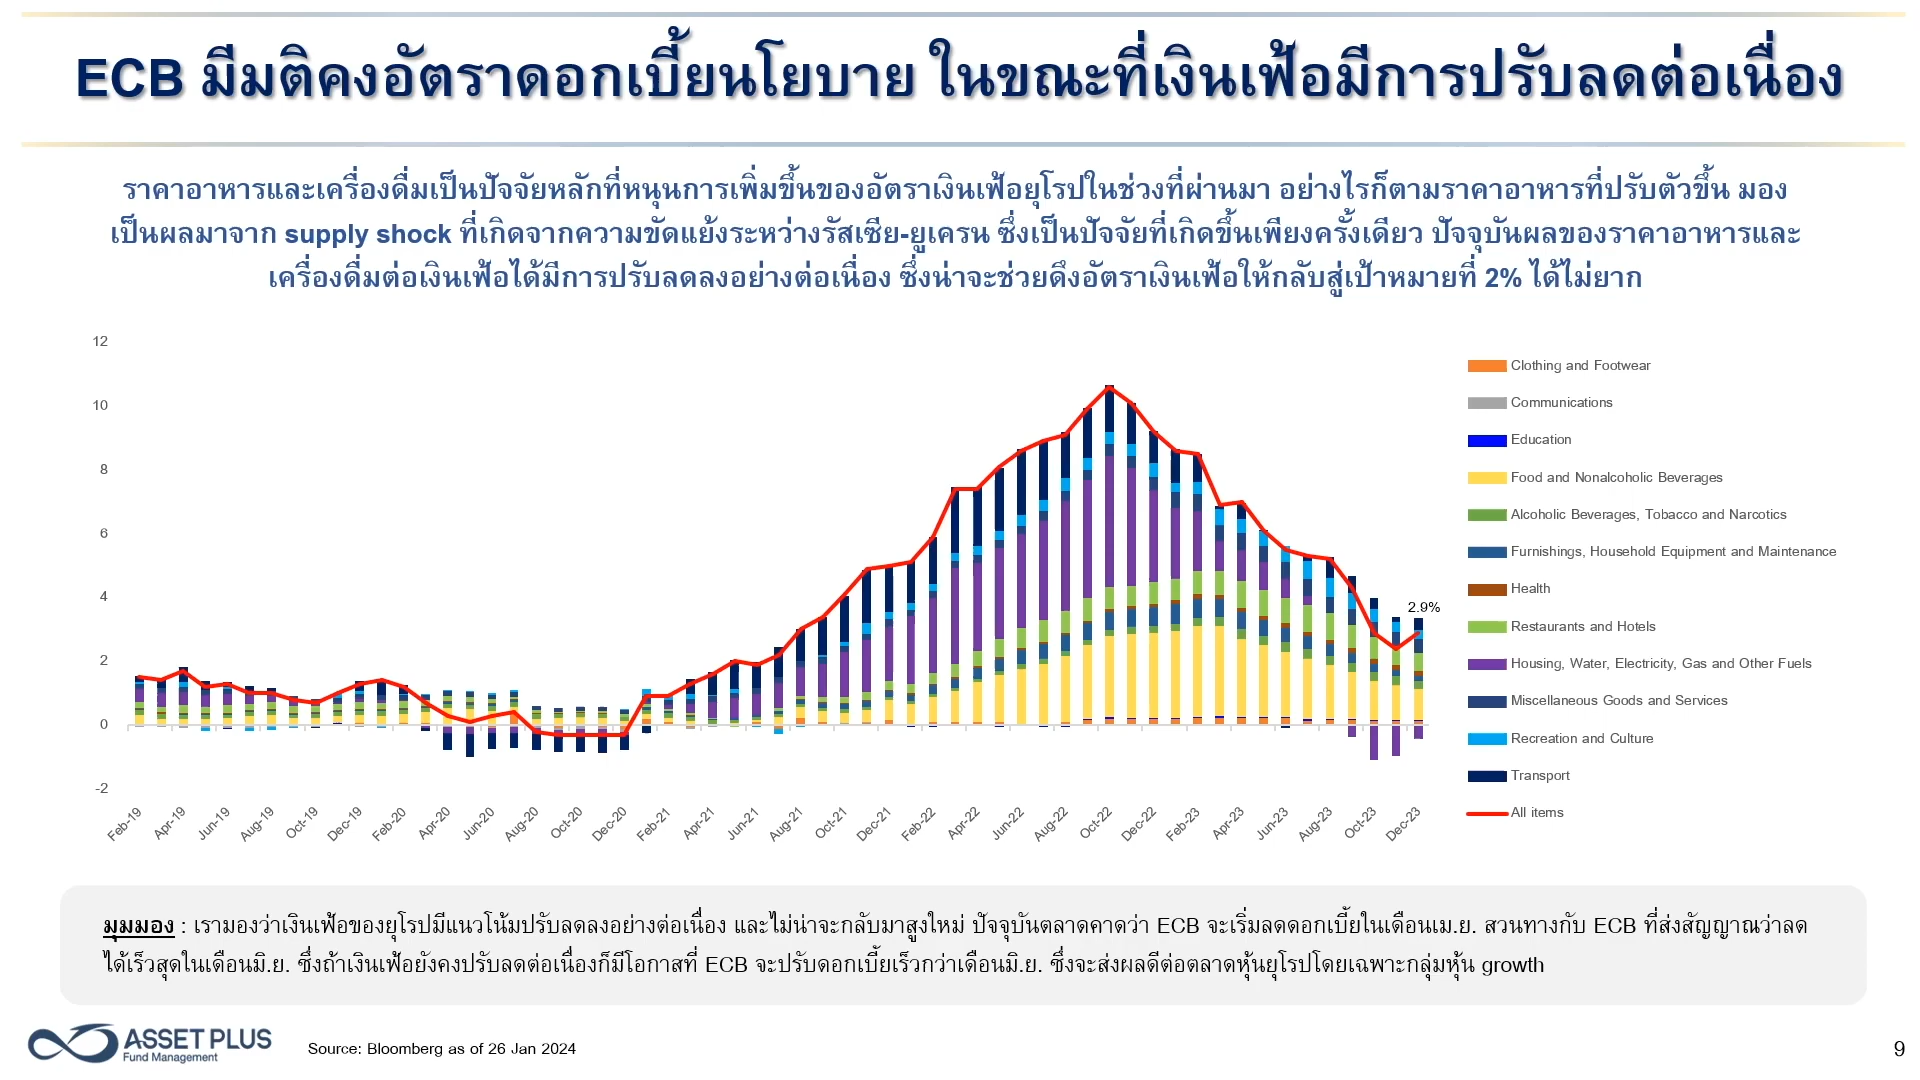 ECB มีมติคงอัตราดอกเบี้ยนโยบาย ในขณะที่เงินเฟ้อมีการปรับลดต่อเนื่อง
ราคาอาหารและเครื่องดื่มเป็นปัจจัยหลักที่หนุนการเพิ่มขึ้นของอัตราเงินเฟ้อยุโรปในช่วงที่ผ่านมา อย่างไรก็ตามราคาอาหารที่ปรับตัวขึ้น มอง
เป็นผลมาจาก supply shock ที่เกิดจากความขัดแย้งระหว่างรัสเซีย-ยูเครน ซึ่งเป็นปัจจัยที่เกิดขึ้นเพียงครั้งเดียว ปัจจุบันผลของราคาอาหารและ
เครื่องดื่มต่อเงินเฟ้อได้มีการปรับลดลงอย่างต่อเนื่อง ซึ่งน่าจะช่วยดึงอัตราเงินเฟ้อให้กลับสู่เป้าหมายที่ 2% ได้ไม่ยาก
12
10
8
6
4
2
0
-2
2.9%
Feb-19 Apr-19 Jun-19 Aug-19 Oct-19 Dec-19 Feb-20 Apr-20 Jun-20 Aug-20 Oct-20 Dec-20 Feb-21 Apr-21 Jun-21 Aug-21 Oct-21 Dec-21 Feb-22 Apr-22 Jun-22 Aug-22 Oct-22 Dec-22 Feb-23 Apr-23 Jun-23 Aug-23 Oct-23 Dec-23
Clothing and Footwear
Communications
Education
Food and Nonalcoholic Beverages
Alcoholic Beverages, Tobacco and Narcotics
Furnishings, Household Equipment and Maintenance
Health
Restaurants and Hotels
Housing, Water, Electricity, Gas and Other Fuels
Miscellaneous Goods and Services
Recreation and Culture
Transport
All items
มุมมอง : เรามองว่าเงินเฟ้อของยุโรปมีแนวโน้มปรับลดลงอย่างต่อเนื่อง และไม่น่าจะกลับมาสูงใหม่ ปัจจุบันตลาดคาดว่า ECB จะเริ่มลดดอกเบี้ยในเดือนเม.ย. สวนทางกับ ECB ที่ส่งสัญญาณว่าลด
ได้เร็วสุดในเดือนมิ.ย. ซึ่งถ้าเงินเฟ้อยังคงปรับลดต่อเนื่องก็มีโอกาสที่ ECB จะปรับดอกเบี้ยเร็วกว่าเดือนมิ.ย. ซึ่งจะส่งผลดีต่อตลาดหุ้นยุโรปโดยเฉพาะกลุ่มหุ้น growth
ASSET PLUS
Fund Management
Source: Bloomberg as of 26 Jan 2024
9